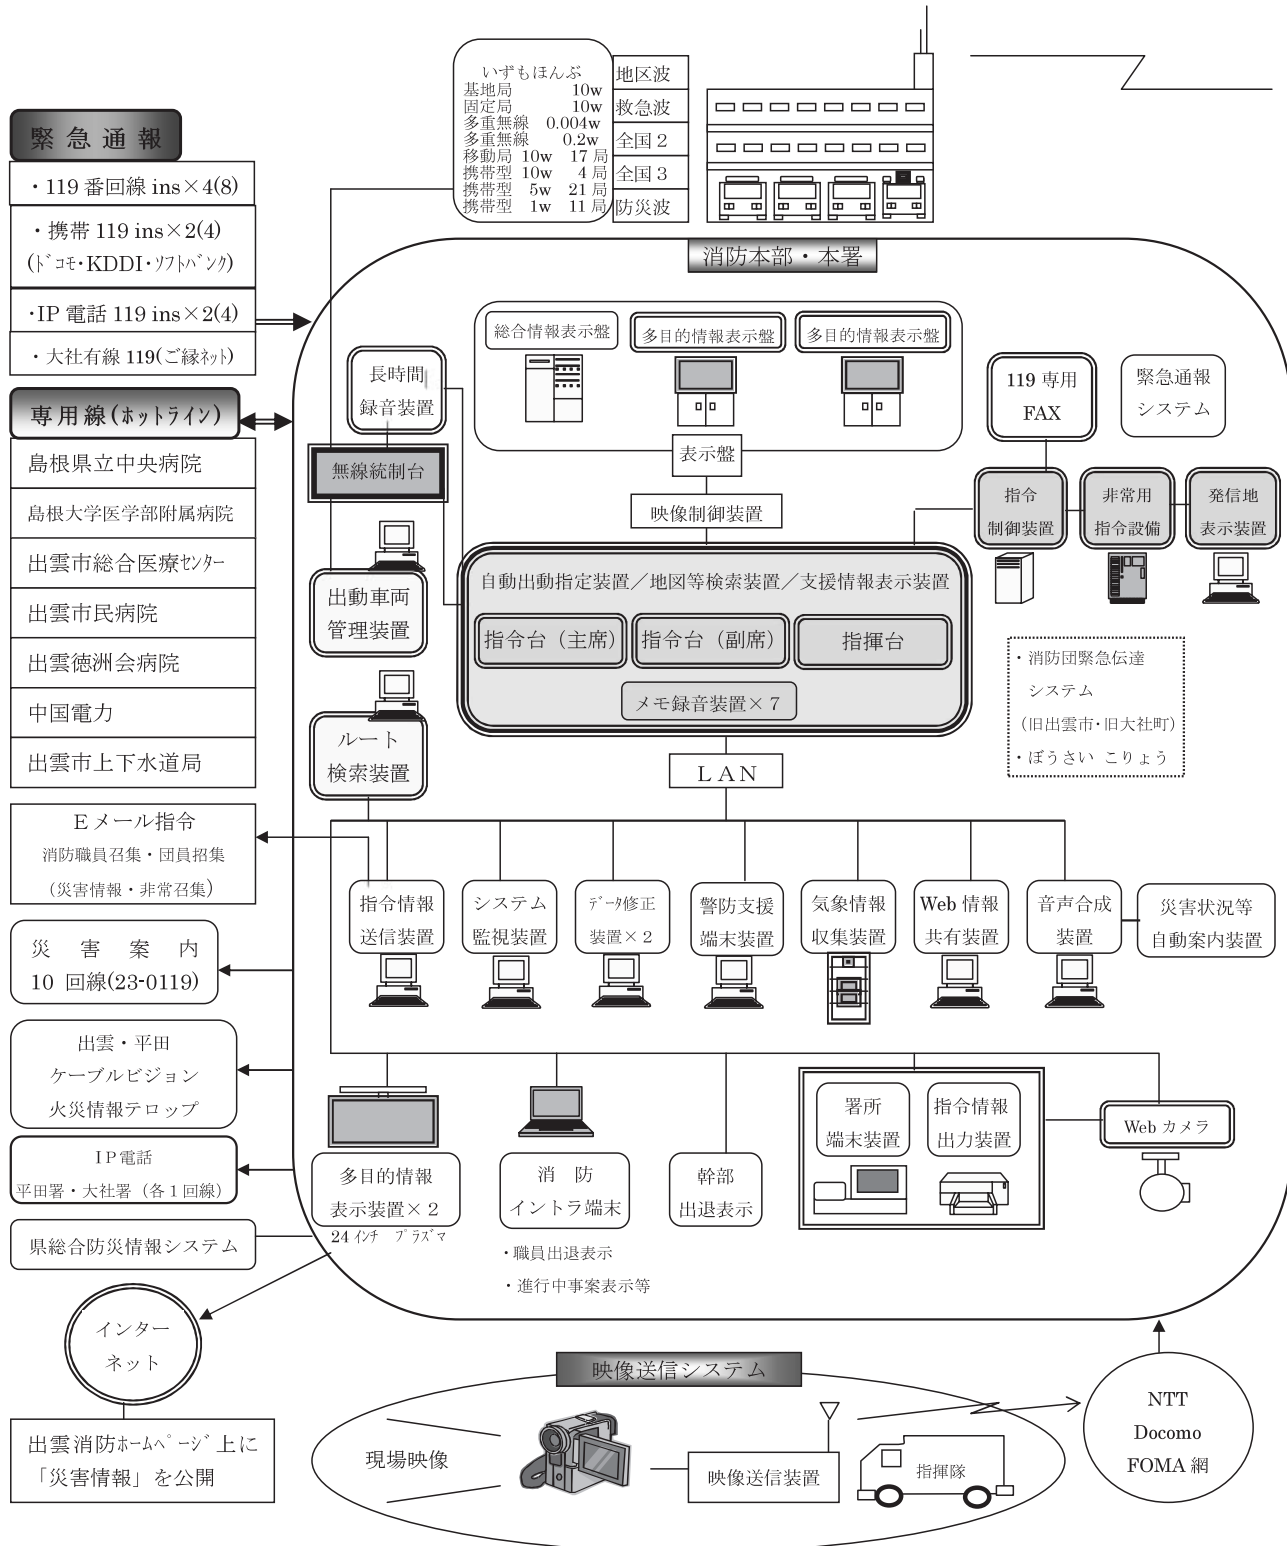 いずもほんぶ
基地局 10w
固定局 10w
多重無線 0.004w
多重無線 0.2w
移動局 10w 17局
携帯型 10w 4局
携帯型 5w 21局
携帯型 1w 11局
地区波
救急波
全国2
全国3
防災波
緊急通報
・119番回線 ins×4(8)
・携帯 119 ins×2(4)
(ﾄﾞｺﾓ・KDDI・ｿﾌﾄﾊﾞﾝｸ)
・IP電話 119 ins×2(4)
・大社有線 119(ご縁ネット)
専用線(ﾎｯﾄﾗｲﾝ)
島根県立中央病院
島根大学医学部附属病院
出雲市総合医療ｾﾝﾀｰ
出雲市民病院
出雲徳洲会病院
中国電力
出雲市上下水道局
Eメール指令
消防職員召集・団員招集
(災害情報・非常召集)
災害案内
10 回線(23-0119)
出雲・平田
ケーブルビジョン
火災情報テロップ
IP電話
平田署・大社署（各１回線）
県総合防災情報システム
インター
ネット
出雲消防ﾎｰﾑﾍﾟｰｼﾞ上に
「災害情報」を公開
消防本部・本署
総合情報表示盤
多目的情報表示盤
多目的情報表示盤
表示盤
映像制御装置
長時間
録音装置
無線統制台
出動車両
管理装置
ルート
検索装置
119 専用
FAX
緊急通報
システム
指令
制御装置
非常用
指令設備
発信地
表示装置
自動出動指定装置／地図等検索装置／支援情報表示装置
指令台（主席）
指令台（副席）
指揮台
メモ録音装置×７
・消防団緊急伝達
システム
(旧出雲市・旧大社町)
・ぼうさい こりょう
LAN
指令情報
送信装置
システム
監視装置
ﾃﾞｰﾀ修正
装置×２
警防支援
端末装置
気象情報
収集装置
Web 情報
共有装置
音声合成
装置
災害状況等
自動案内装置
多目的情報
表示装置×２
24 ｲﾝﾁ ﾌﾟﾗｽﾞﾏ
消 防
イントラ端末
・職員出退表示
・進行中事案表示等
幹部
出退表示
署所
端末装置
指令情報
出力装置
Web カメラ
映像送信システム
現場映像
映像送信装置
指揮隊
NTT
Docomo
FOMA 網